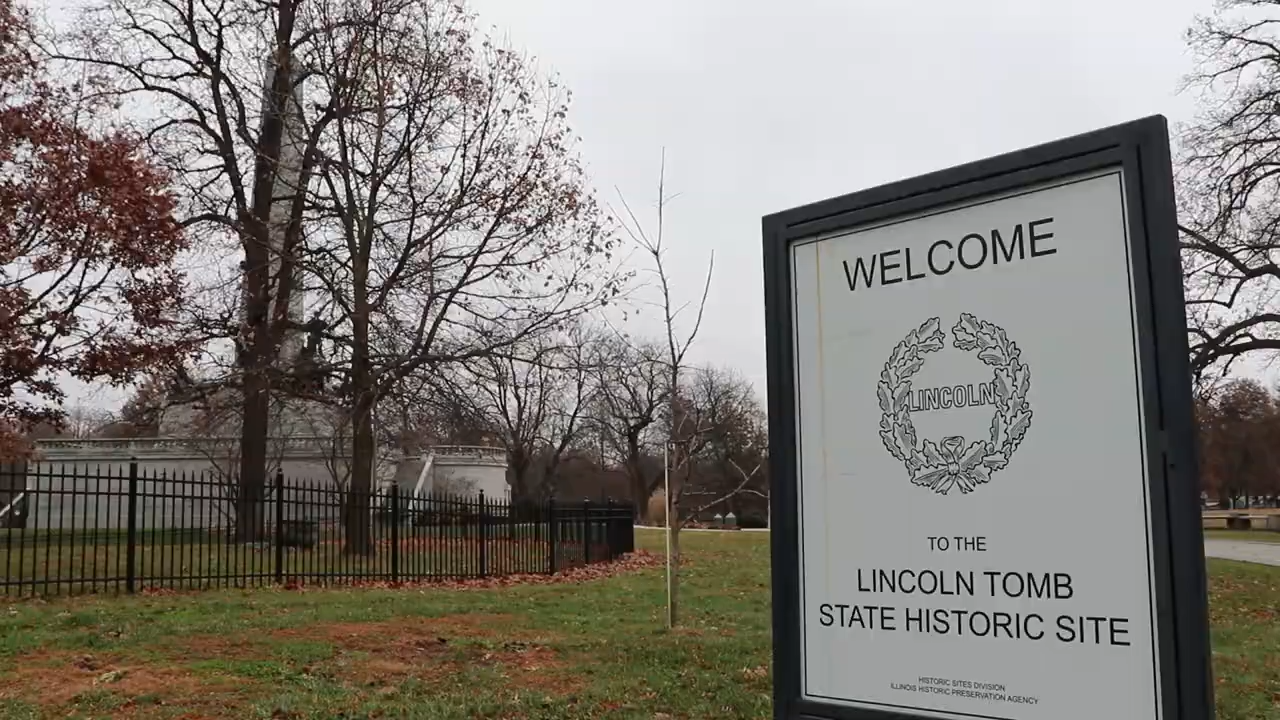 WELCOME
LINCOLN
TO THE
LINCOLN TOMB
STATE HISTORIC SITE
HISTORIC SITES DIVISION
ILLINOIS HISTORIC PRESERVATION AGENCY